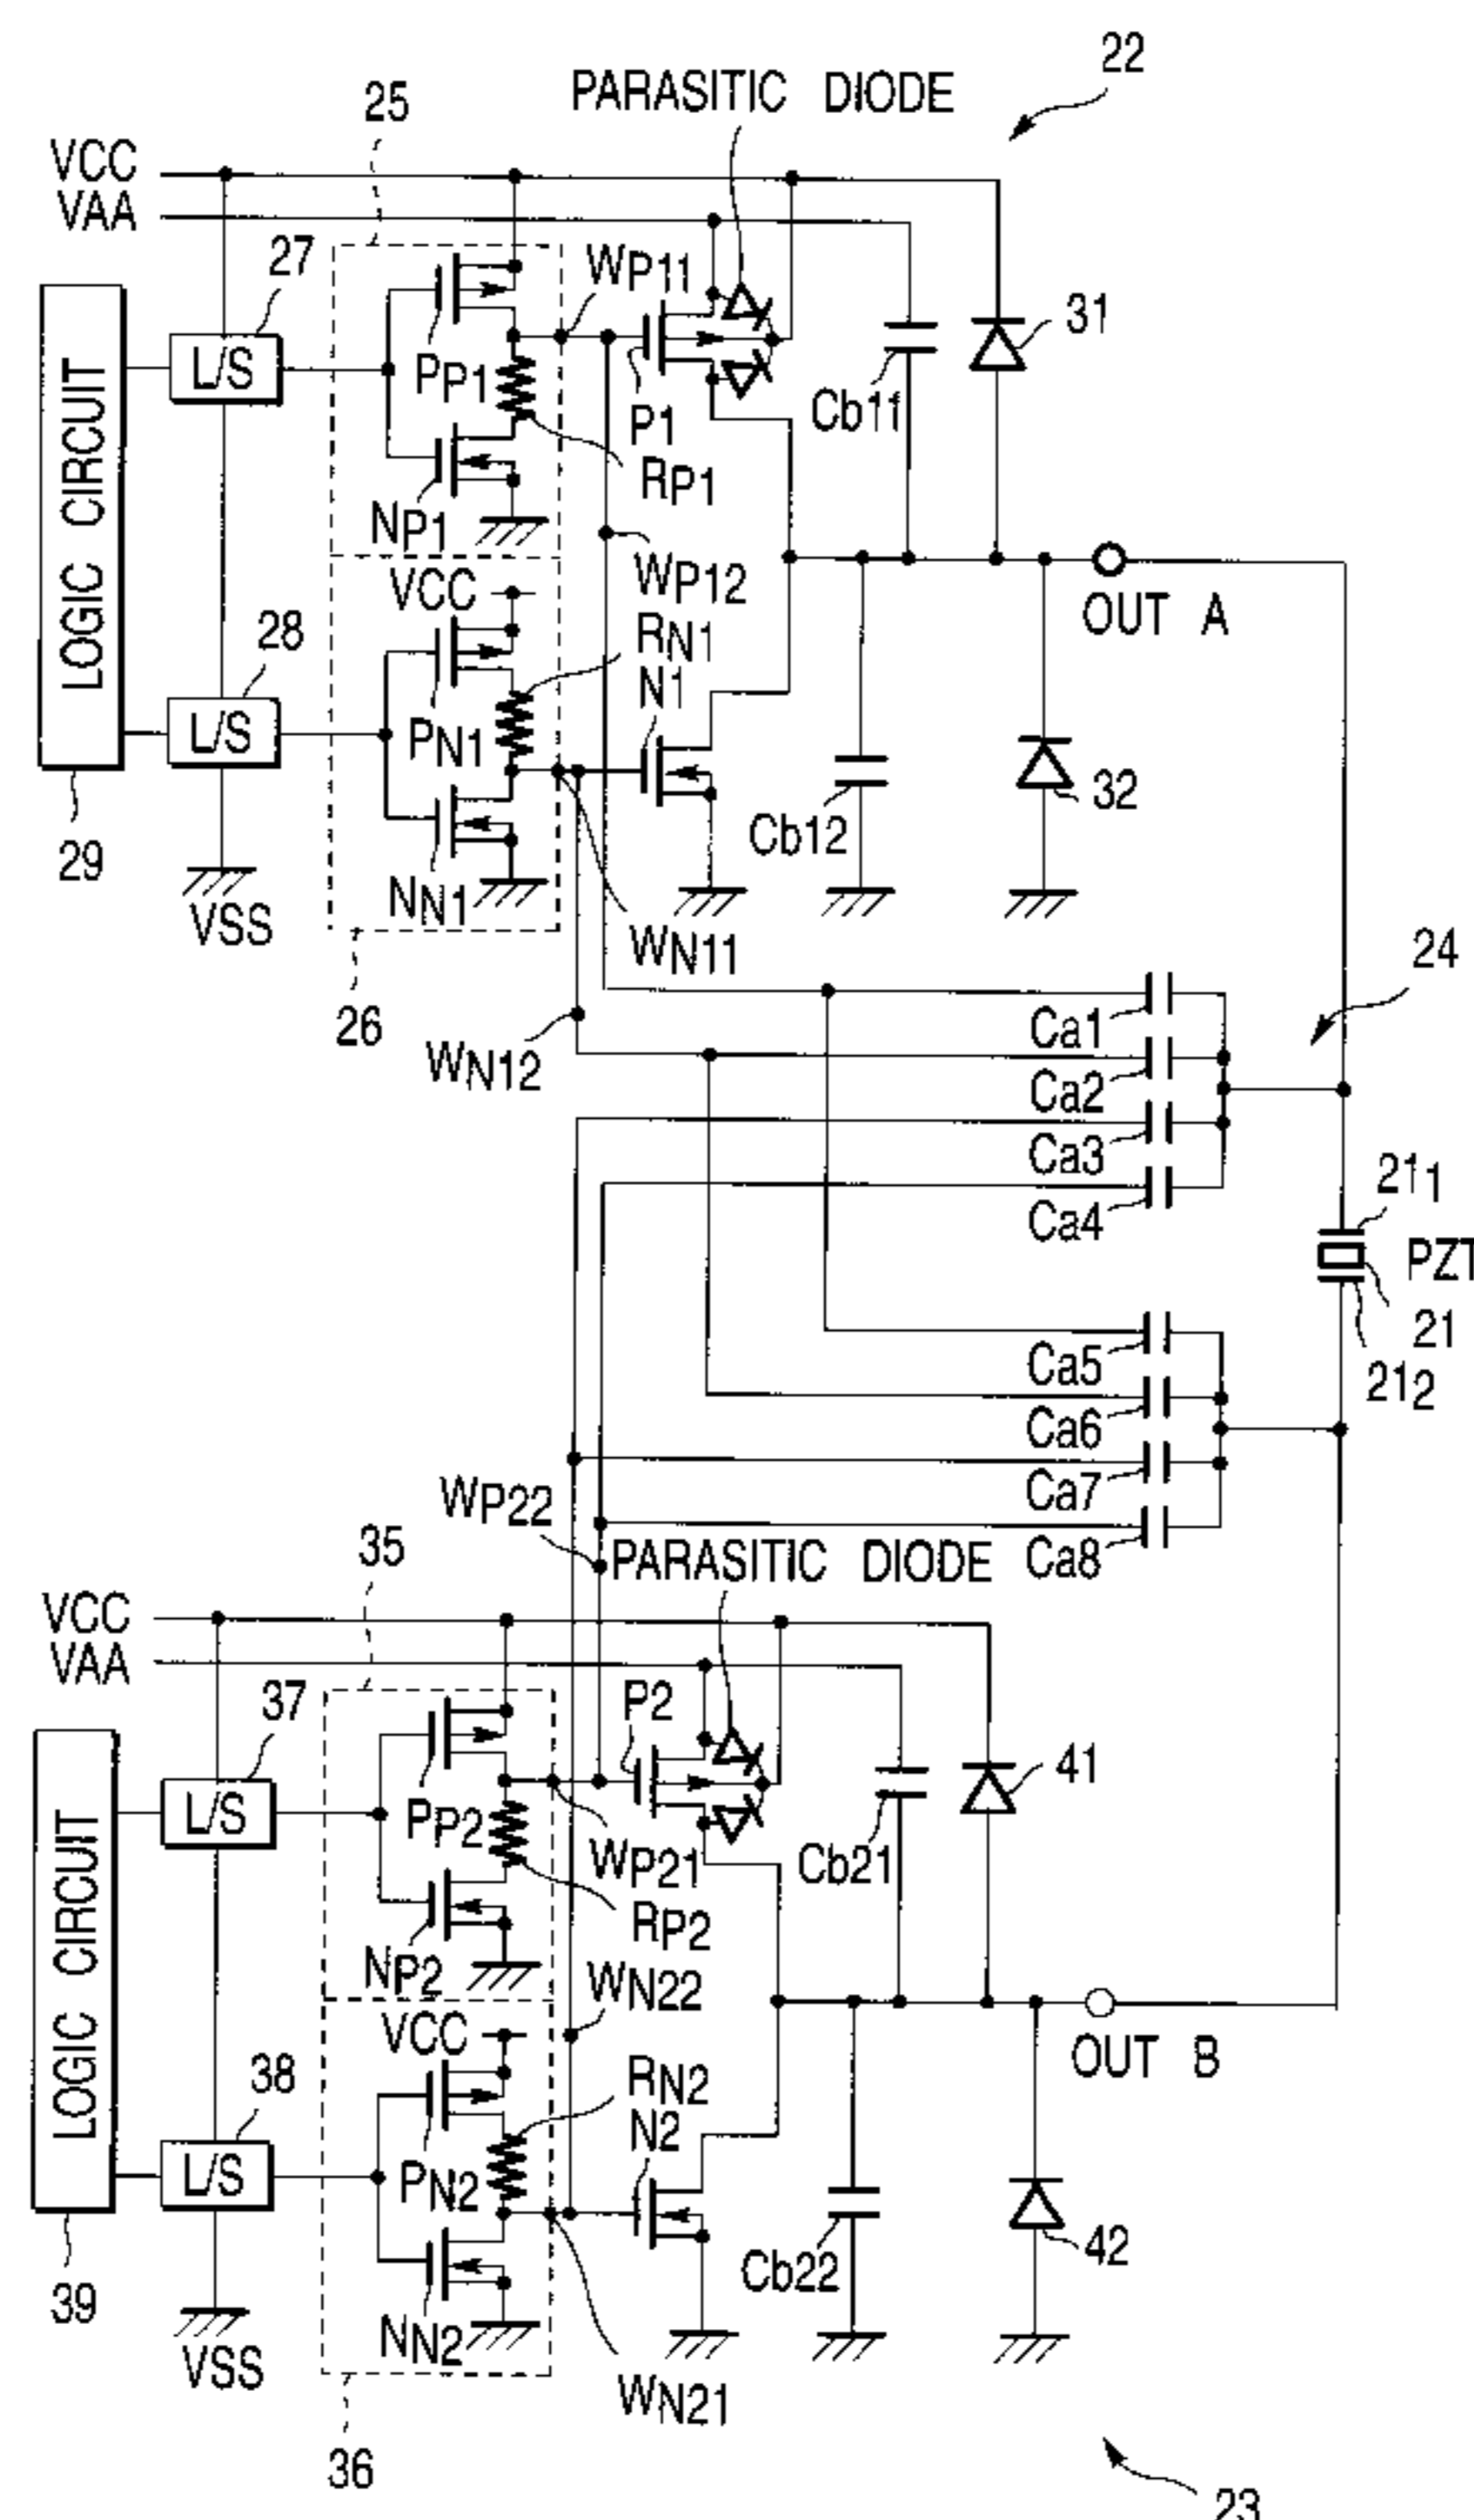 22
PARASITIC DIODE
25
VCC
VAA
27
WP11
31
LOGIC CIRCUIT
L/S
PP1
P1
Cb11
RP1
NP1
WP12
VCC
OUT A
28
RN1
N1
L/S
PN1
32
Cb12
29
NN1
VSS
WN11
24
26
Ca1
WN12
Ca2
Ca3
211
Ca4
PZT
21
Ca5
212
Ca6
Ca7
WP22
35
PARASITIC DIODE
Ca8
VCC
VAA
37
P2
41
LOGIC CIRCUIT
L/S
PP2
WP21
Cb21
RP2
NP2
WN22
VCC
OUT B
38
RN2
N2
L/S
PN2
42
Cb22
39
NN2
VSS
WN21
36
23